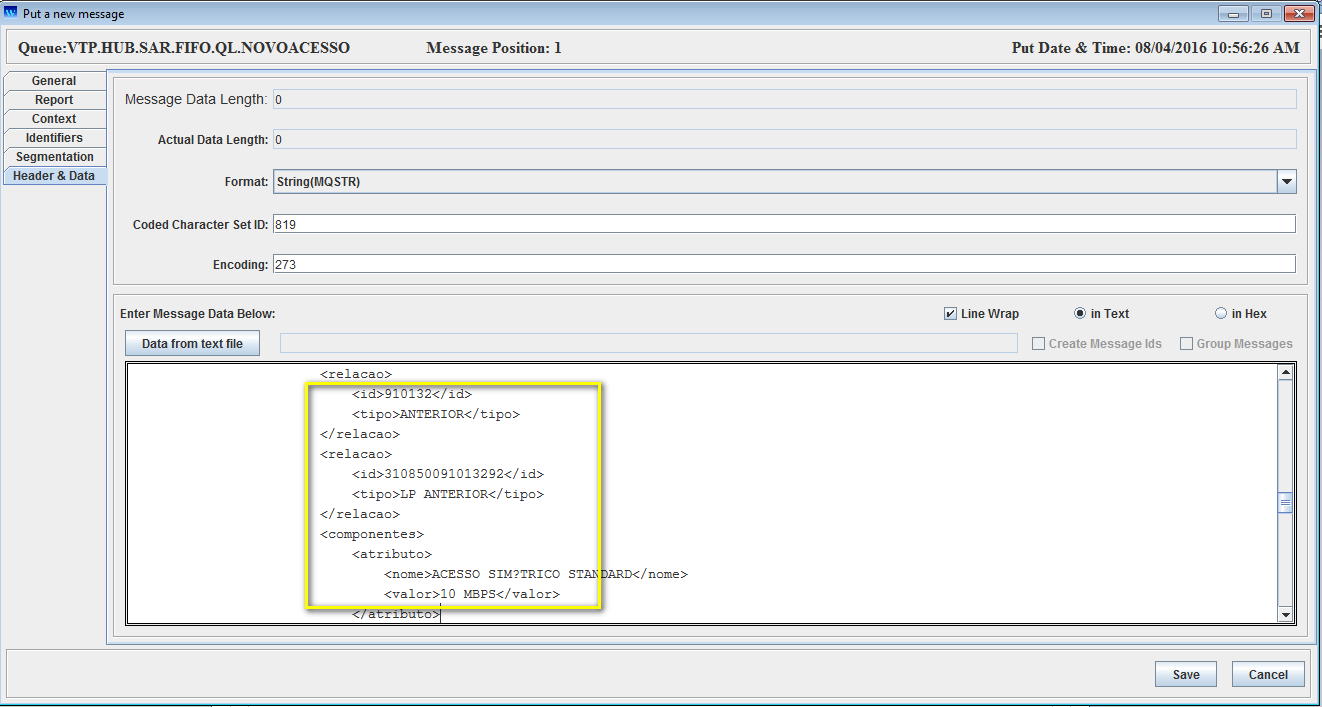 Put a new message
Queue:VTP.HUB.SAR.FIFO.QL.NOVOACESSO Message Position: 1 Put Date & Time: 08/04/2016 10:56:26 AM
General
Report
Context
Identifiers
Segmentation
Header & Data
Message Data Length: 0
Actual Data Length: 0
Format: String(MQSTR)
Coded Character Set ID: 819
Encoding: 273
Enter Message Data Below: Line Wrap in Text in Hex
Data from text file Create Message Ids Group Messages
<relacao>
<id>910132</id>
<tipo>ANTERIOR</tipo>
</relacao>
<relacao>
<id>310850091013292</id>
<tipo>LP ANTERIOR</tipo>
</relacao>
<componentes>
<atributo>
<nome>ACESSO SIM?TRICO STANDARD</nome>
<valor>10 MBPS</valor>
</atributo>
Save Cancel